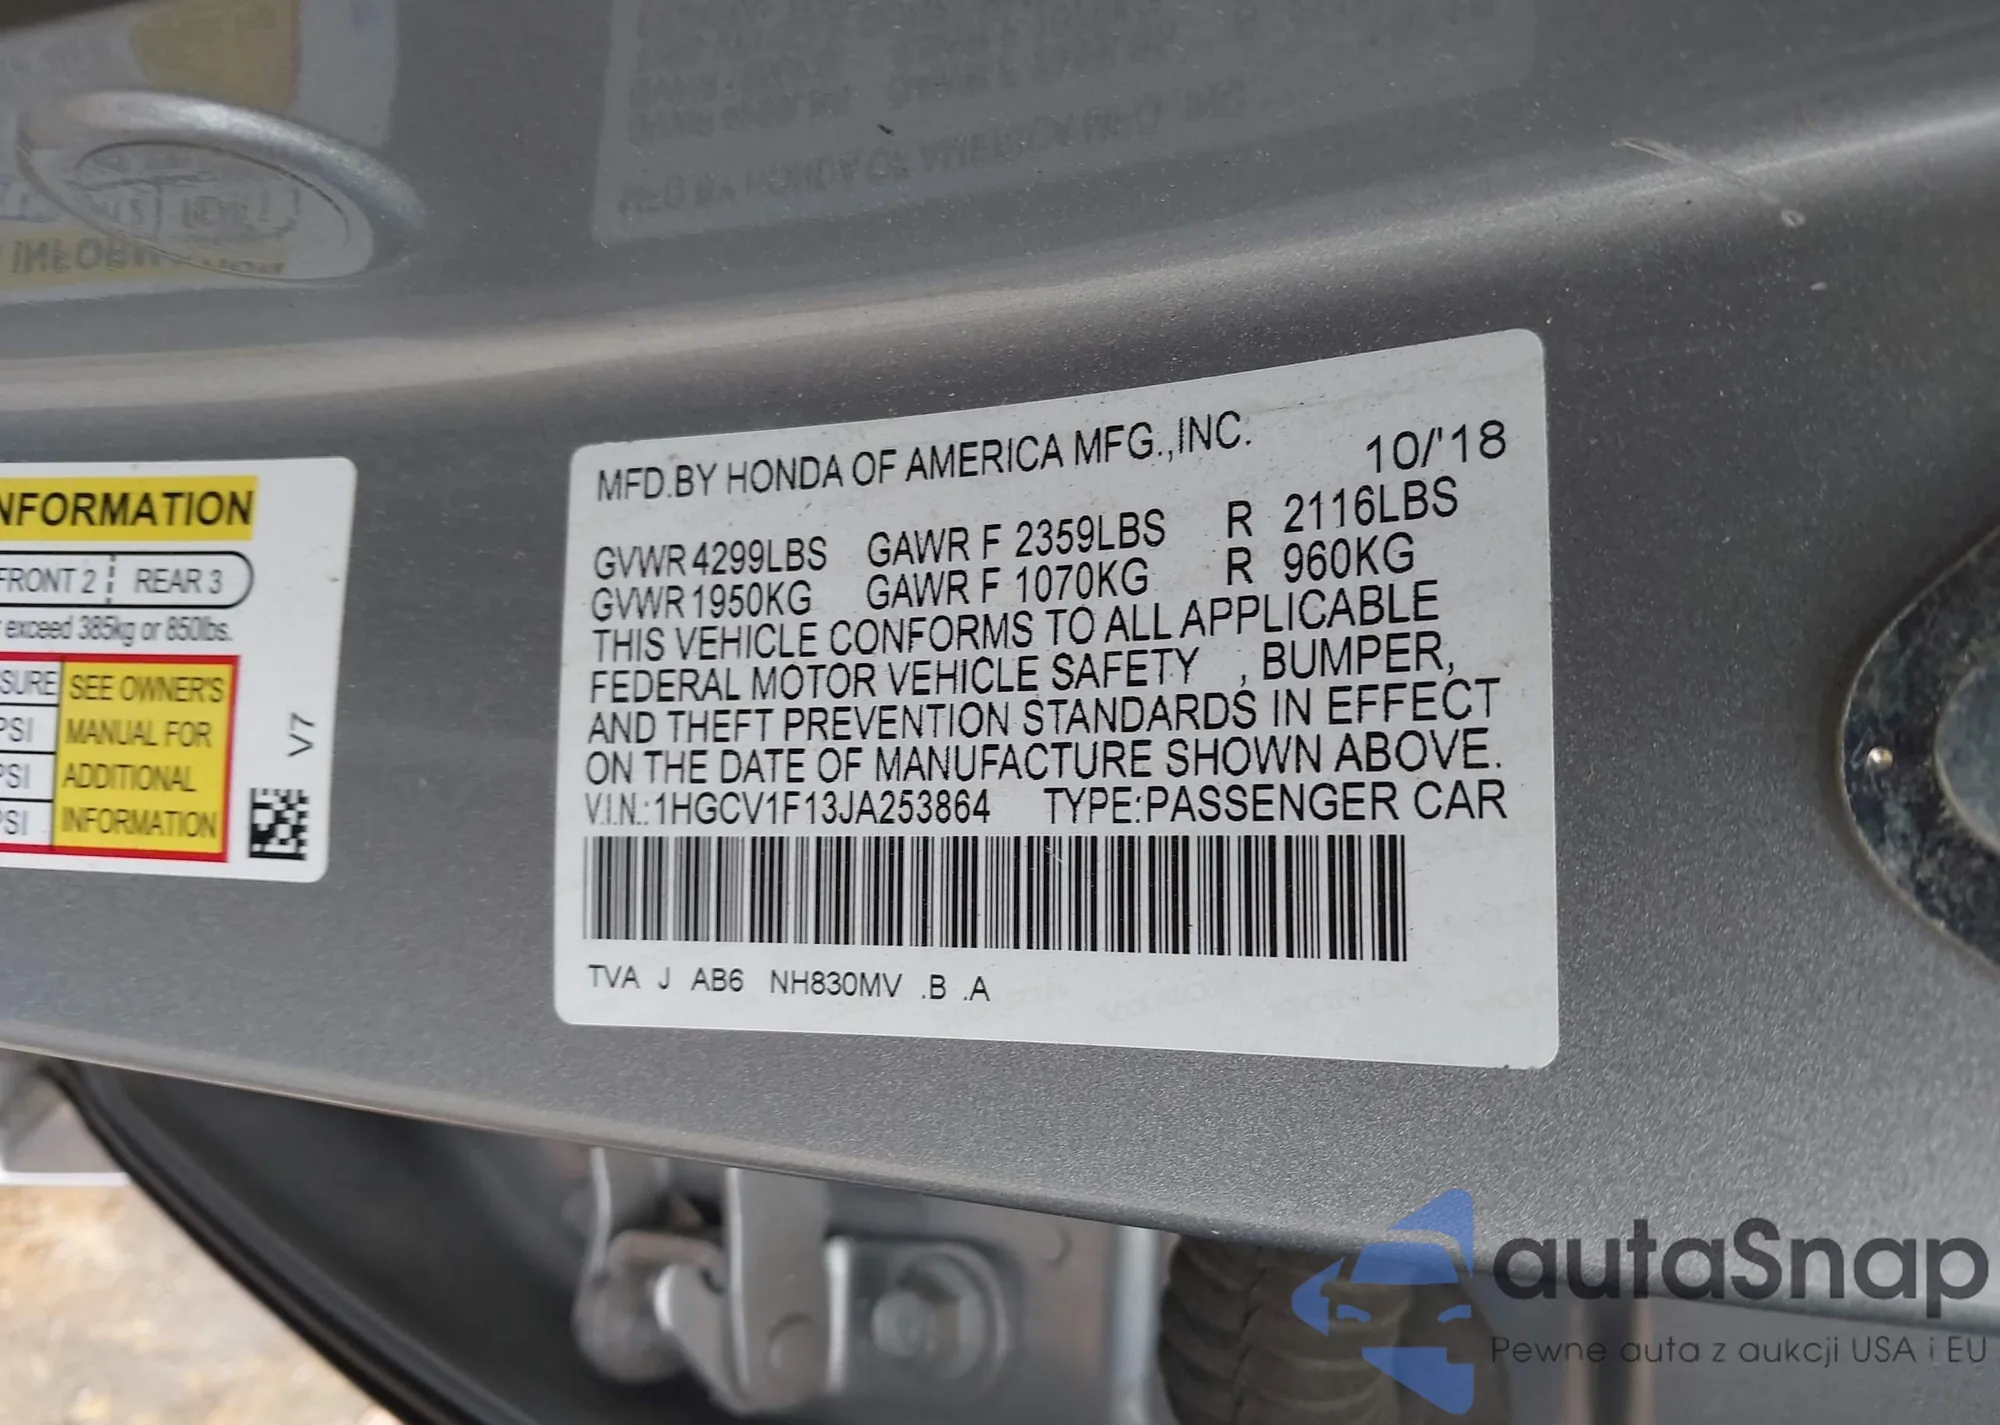 NFORMATION
FRONT 2 REAR 3
exceed 385kg or 850lbs.
SURE
PSI
PSI
PSI
SEE OWNER'S
MANUAL FOR
ADDITIONAL
INFORMATION
V7
MFD.BY HONDA OF AMERICA MFG.,INC. 10/'18
GVWR 4299LBS GAWR F 2359LBS R 2116LBS
GVWR 1950KG GAWR F 1070KG R 960KG
THIS VEHICLE CONFORMS TO ALL APPLICABLE
FEDERAL MOTOR VEHICLE SAFETY , BUMPER,
AND THEFT PREVENTION STANDARDS IN EFFECT
ON THE DATE OF MANUFACTURE SHOWN ABOVE.
V.I.N.:1HGCV1F13JA253864 TYPE:PASSENGER CAR
TVA J AB6 NH830MV .B .A
autaSnap
Pewne auta z aukcji USA i EU